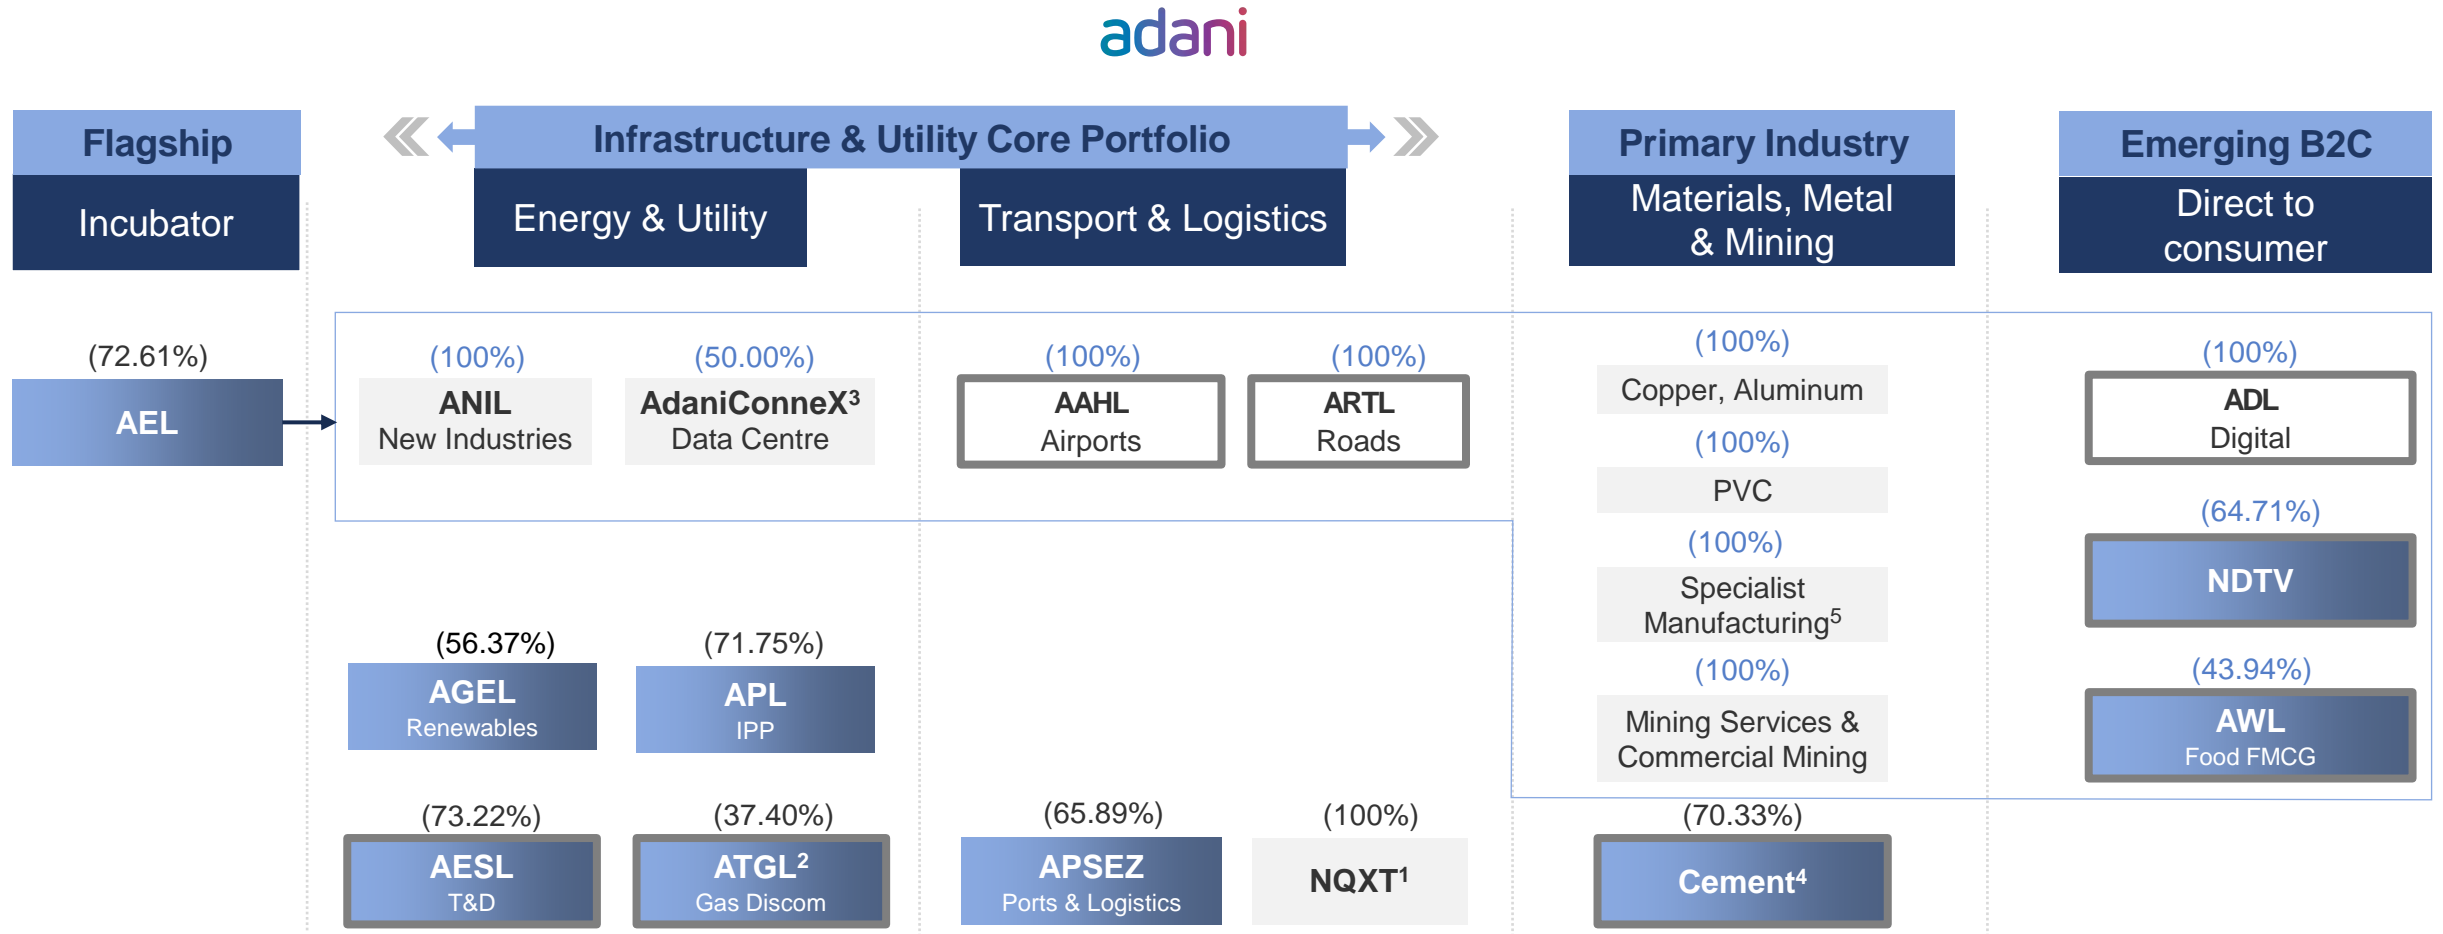 adani
Flagship
Incubator
Infrastructure & Utility Core Portfolio
Energy & Utility
Transport & Logistics
Primary Industry
Materials, Metal
& Mining
Emerging B2C
Direct to
consumer
(72.61%)
AEL
(100%)
ANIL
New Industries
(50.00%)
AdaniConneX³
Data Centre
(100%)
AAHL
Airports
(100%)
ARTL
Roads
(100%)
Copper, Aluminum
(100%)
PVC
(100%)
Specialist
Manufacturing⁵
(100%)
Mining Services &
Commercial Mining
(100%)
ADL
Digital
(64.71%)
NDTV
(43.94%)
AWL
Food FMCG
(56.37%)
AGEL
Renewables
(71.75%)
APL
IPP
(73.22%)
AESL
T&D
(37.40%)
ATGL²
Gas Discom
(65.89%)
APSEZ
Ports & Logistics
(100%)
NQXT¹
(70.33%)
Cement⁴